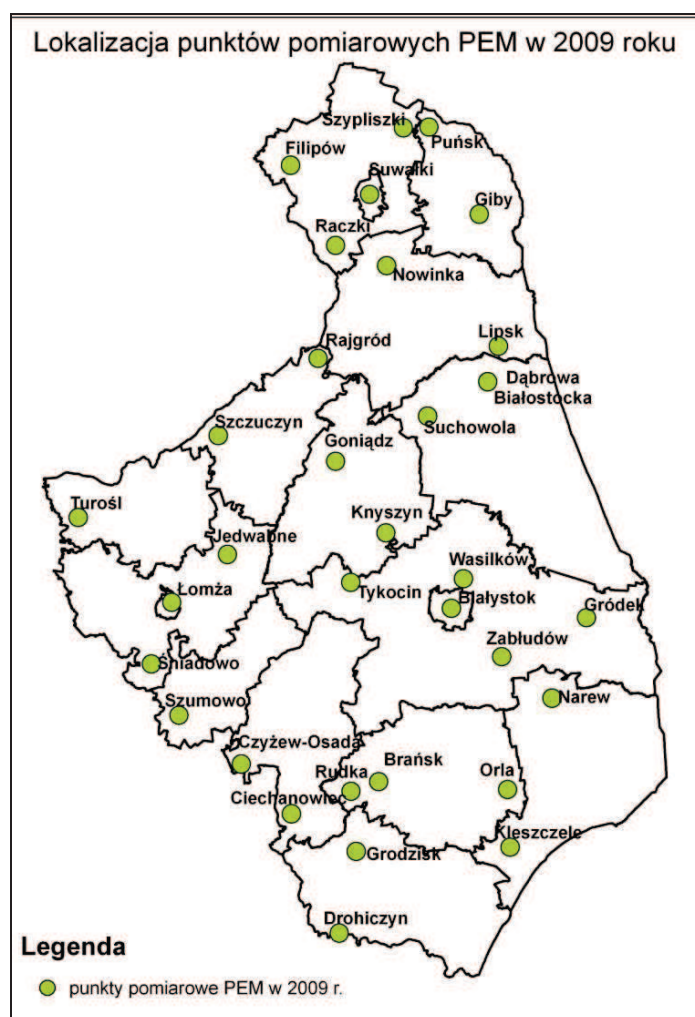 Lokalizacja punktów pomiarowych PEM w 2009 roku
Szypliszki
Puńsk
Filipów
Suwałki
Giby
Raczki
Nowinka
Rajgród
Lipsk
Dąbrowa
Białostocka
Suchowola
Szczuczyn
Goniądz
Turośl
Knyszyn
Jedwabne
Wasilków
Tykocin
Łomża
Białystok
Gródek
Zabłudów
Śniadowo
Narew
Szumowo
Czyżew-Osada
Brańsk
Rudka
Orla
Ciechanowiec
Kleszczele
Grodzisk
Drohiczyn
Legenda
punkty pomiarowe PEM w 2009 r.